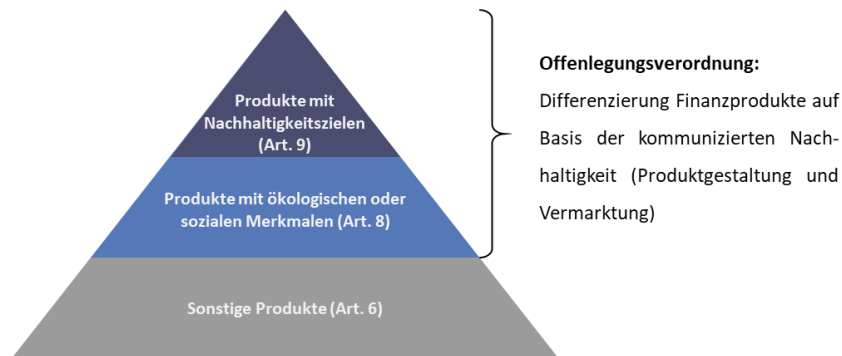 Produkte mit
Nachhaltigkeitszielen
(Art. 9)
Produkte mit ökologischen oder
sozialen Merkmalen (Art. 8)
Sonstige Produkte (Art. 6)
Offenlegungsverordnung:
Differenzierung Finanzprodukte auf
Basis der kommunizierten Nach-
haltigkeit (Produktgestaltung und
Vermarktung)